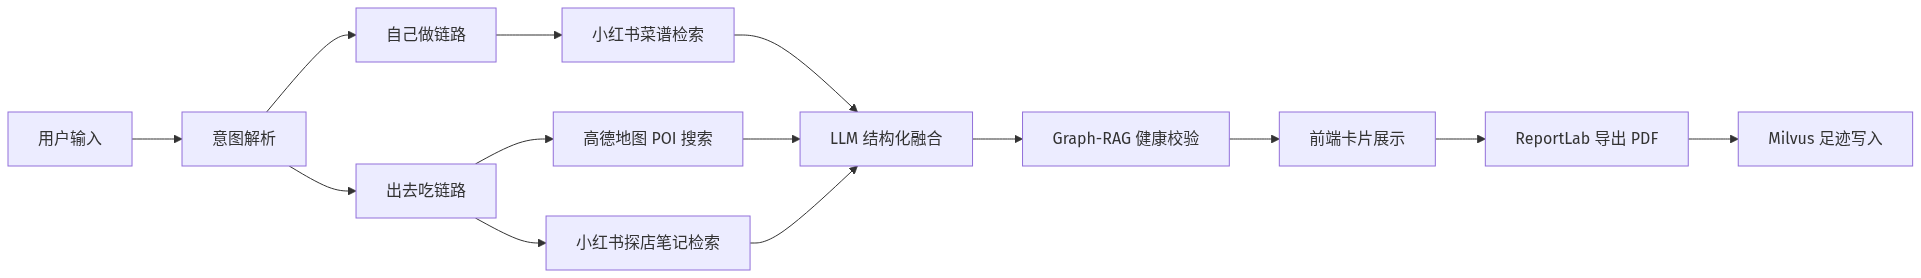 用户输入
意图解析
自己做链路
小红书菜谱检索
出去吃链路
高德地图 POI 搜索
小红书探店笔记检索
LLM 结构化融合
Graph-RAG 健康校验
前端卡片展示
ReportLab 导出 PDF
Milvus 足迹写入